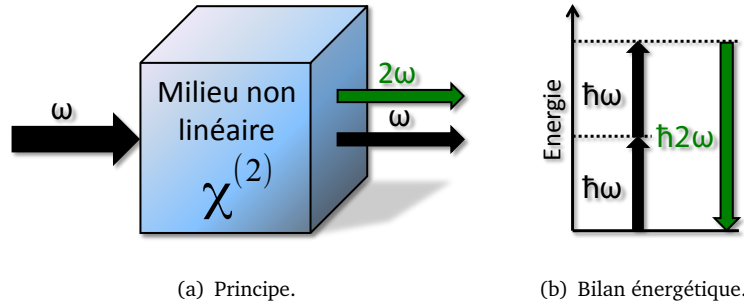 ω
Milieu non
linéaire
χ(2)
2ω
ω
Energie
ħω
ħω
ħ2ω
(a) Principe.
(b) Bilan énergétique.